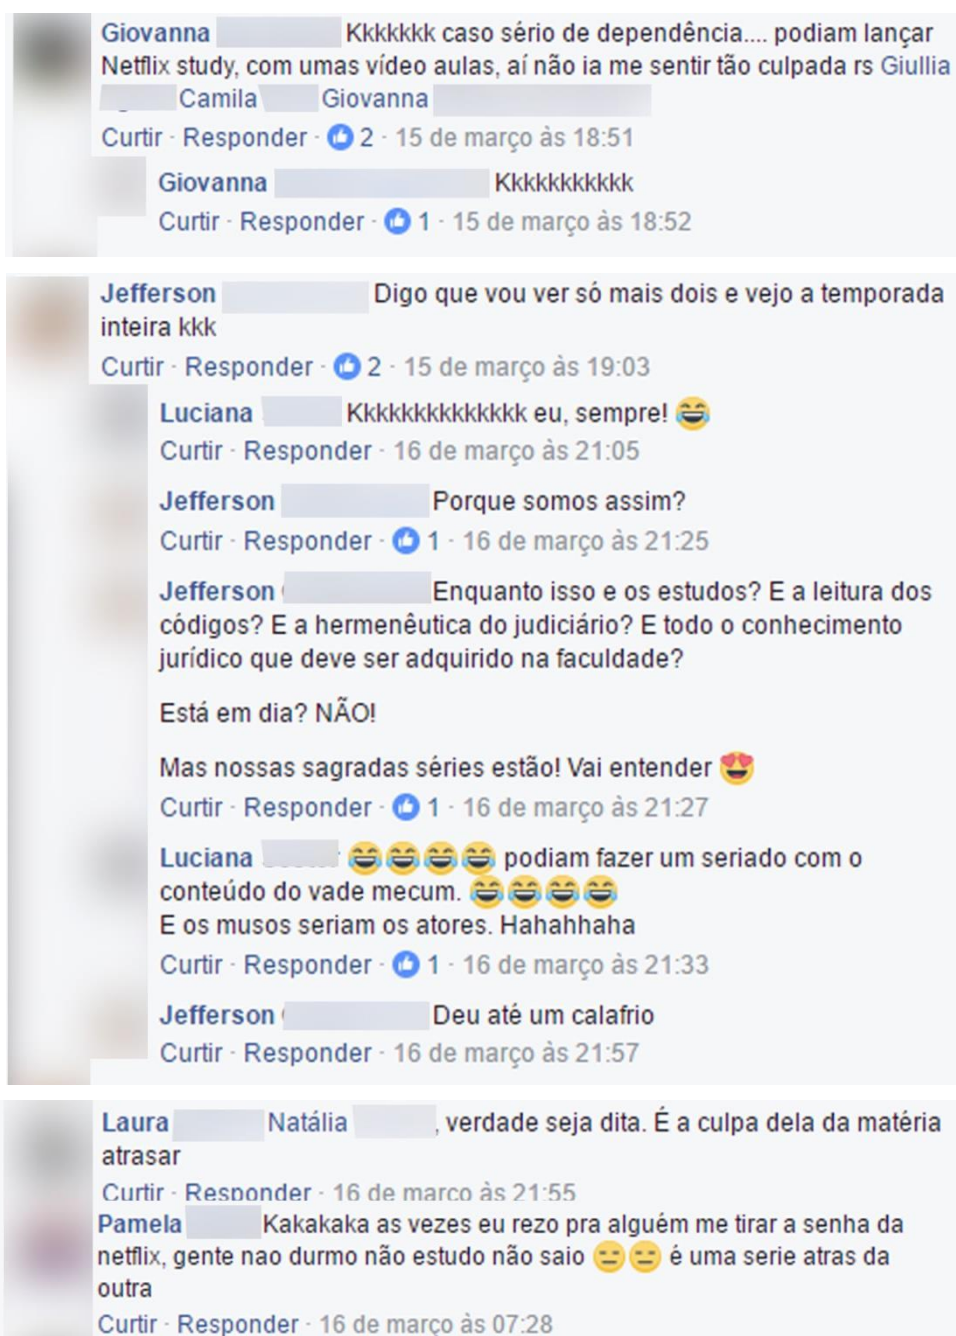 Giovanna Kkkkkkk caso sério de dependência.... podiam lançar
Netflix study, com umas vídeo aulas, aí não ia me sentir tão culpada rs Giullia
Camila Giovanna
Curtir · Responder · 2 · 15 de março às 18:51
Giovanna Kkkkkkkkkkk
Curtir · Responder · 1 · 15 de março às 18:52
Jefferson Digo que vou ver só mais dois e vejo a temporada
inteira kkk
Curtir · Responder · 2 · 15 de março às 19:03
Luciana Kkkkkkkkkkkkkk eu, sempre! 😂
Curtir · Responder · 16 de março às 21:05
Jefferson Porque somos assim?
Curtir · Responder · 1 · 16 de março às 21:25
Jefferson Enquanto isso e os estudos? E a leitura dos
códigos? E a hermenêutica do judiciário? E todo o conhecimento
jurídico que deve ser adquirido na faculdade?
Está em dia? NÃO!
Mas nossas sagradas séries estão! Vai entender 😍
Curtir · Responder · 1 · 16 de março às 21:27
Luciana 😂😂😂😂 podiam fazer um seriado com o
conteúdo do vade mecum. 😂😂😂😂
E os musos seriam os atores. Hahahhaha
Curtir · Responder · 1 · 16 de março às 21:33
Jefferson Deu até um calafrio
Curtir · Responder · 16 de março às 21:57
Laura Natália , verdade seja dita. É a culpa dela da matéria
atrasar
Curtir · Responder · 16 de março às 21:55
Pamela Kakakaka as vezes eu rezo pra alguém me tirar a senha da
netflix, gente nao durmo não estudo não saio 😑😑 é uma serie atras da
outra
Curtir · Responder · 16 de março às 07:28